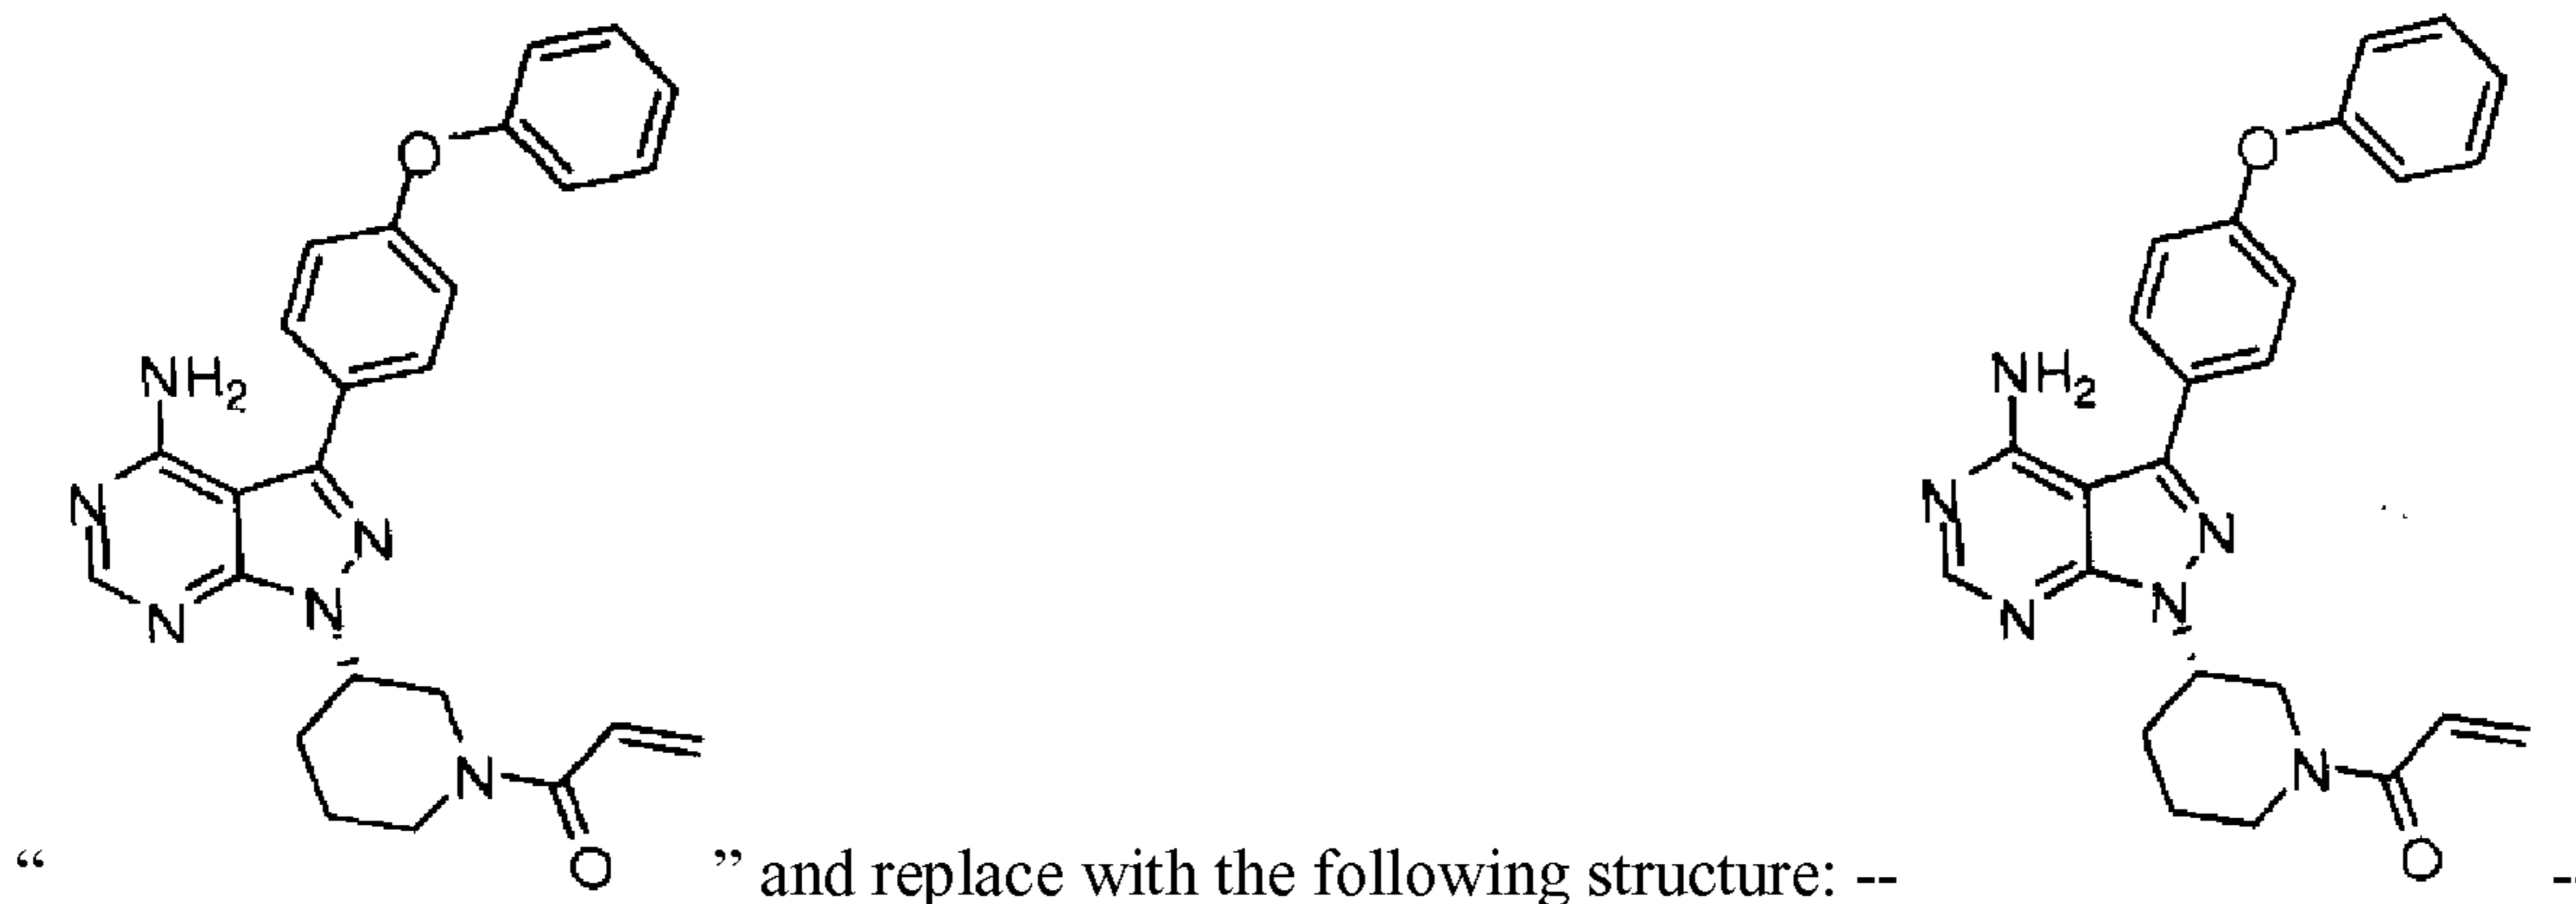 O
NH2
N
N
N
N
N
O
O
NH2
N
N
N
N
N
O
“ ” and replace with the following structure: -- --